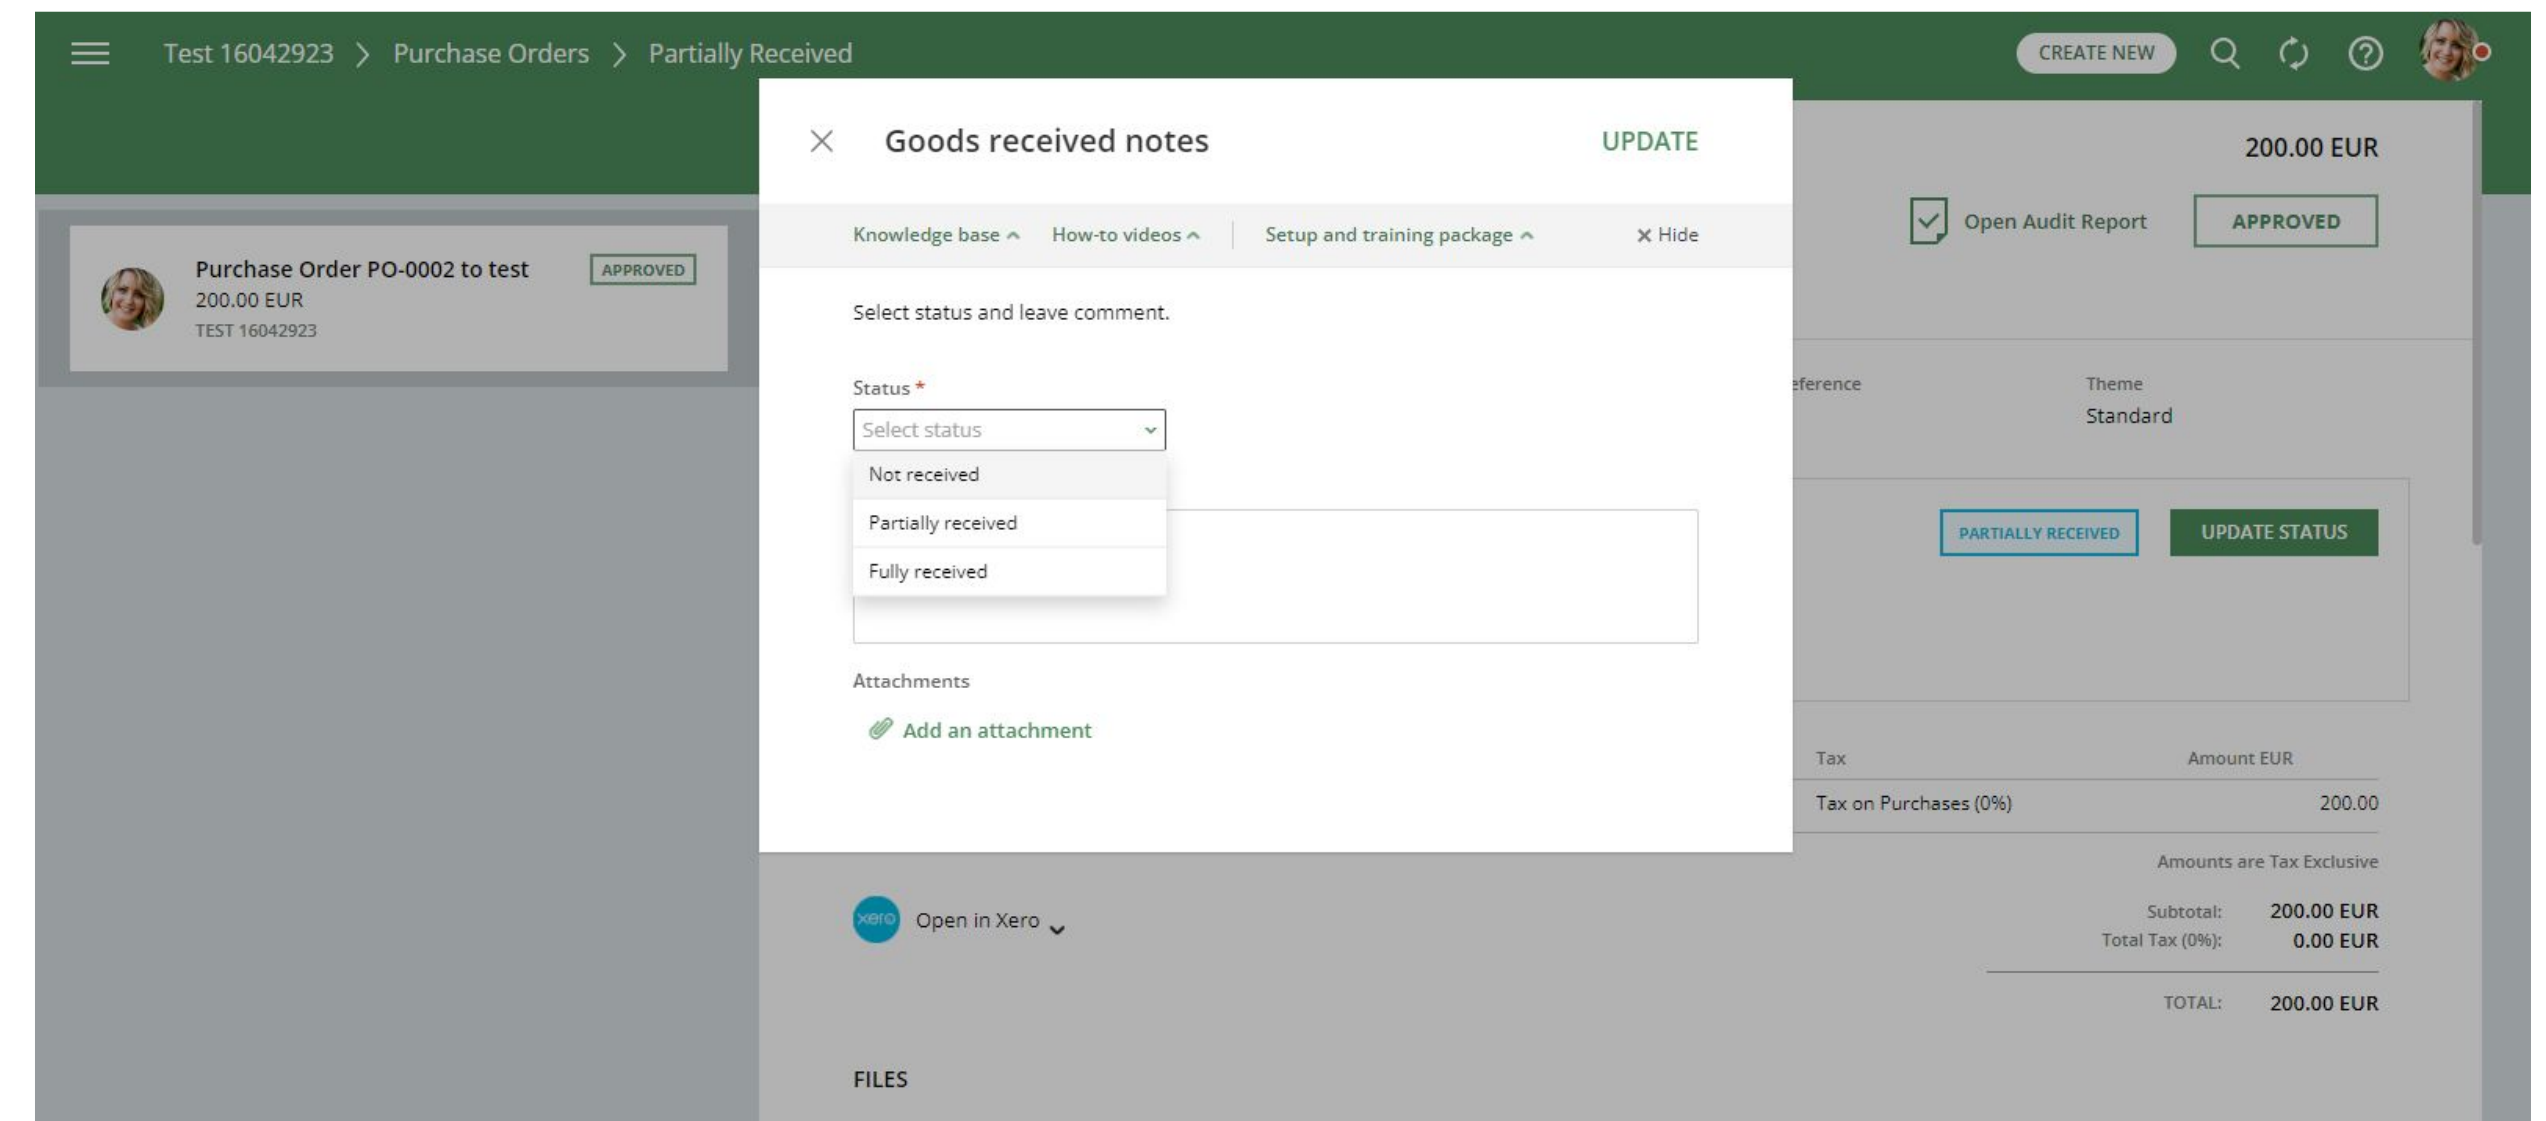 Test 16042923 > Purchase Orders > Partially Received
CREATE NEW
Goods received notes
UPDATE
200.00 EUR
Knowledge base
How-to videos
Setup and training package
Hide
Open Audit Report
APPROVED
Purchase Order PO-0002 to test
APPROVED
200.00 EUR
TEST 16042923
Select status and leave comment.
Status *
eference
Theme
Standard
Select status
Not received
Partially received
Fully received
PARTIALLY RECEIVED
UPDATE STATUS
Attachments
Add an attachment
Tax
Amount EUR
Tax on Purchases (0%)
200.00
Amounts are Tax Exclusive
xero
Open in Xero
Subtotal: 200.00 EUR
Total Tax (0%): 0.00 EUR
TOTAL: 200.00 EUR
FILES